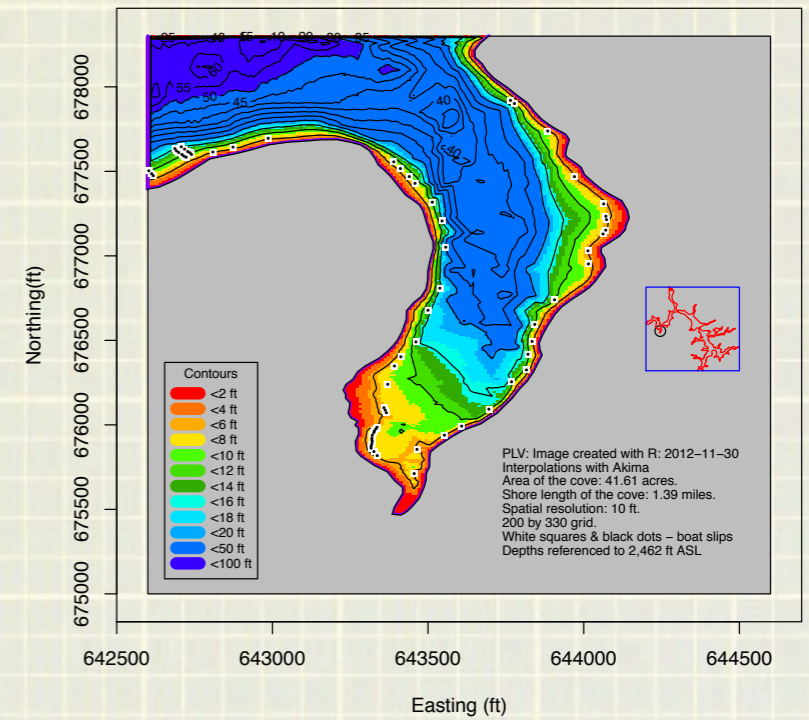 678000
677500
677000
676500
676000
675500
675000
Northing(ft)
55
60
55
50
45
40
40
Contours
<2 ft
<4 ft
<6 ft
<8 ft
<10 ft
<12 ft
<14 ft
<16 ft
<18 ft
<20 ft
<50 ft
<100 ft
PLV: Image created with R: 2012−11−30
Interpolations with Akima
Area of the cove: 41.61 acres.
Shore length of the cove: 1.39 miles.
Spatial resolution: 10 ft.
200 by 330 grid.
White squares & black dots − boat slips
Depths referenced to 2,462 ft ASL
642500
643000
643500
644000
644500
Easting (ft)